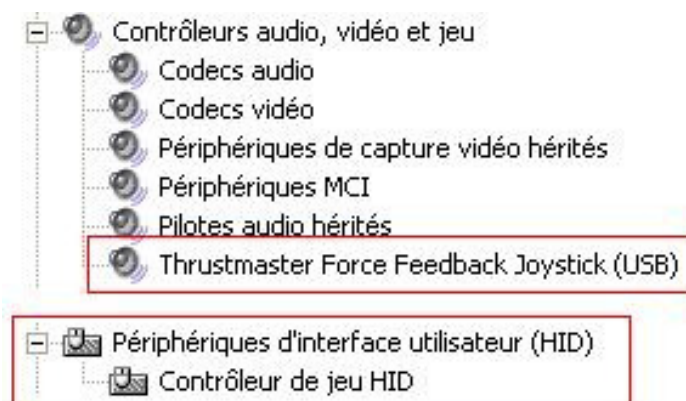 Contrôleurs audio, vidéo et jeu
Codecs audio
Codecs vidéo
Périphériques de capture vidéo hérités
Périphériques MCI
Pilotes audio hérités
Thrustmaster Force Feedback Joystick (USB)
Périphériques d'interface utilisateur (HID)
Contrôleur de jeu HID